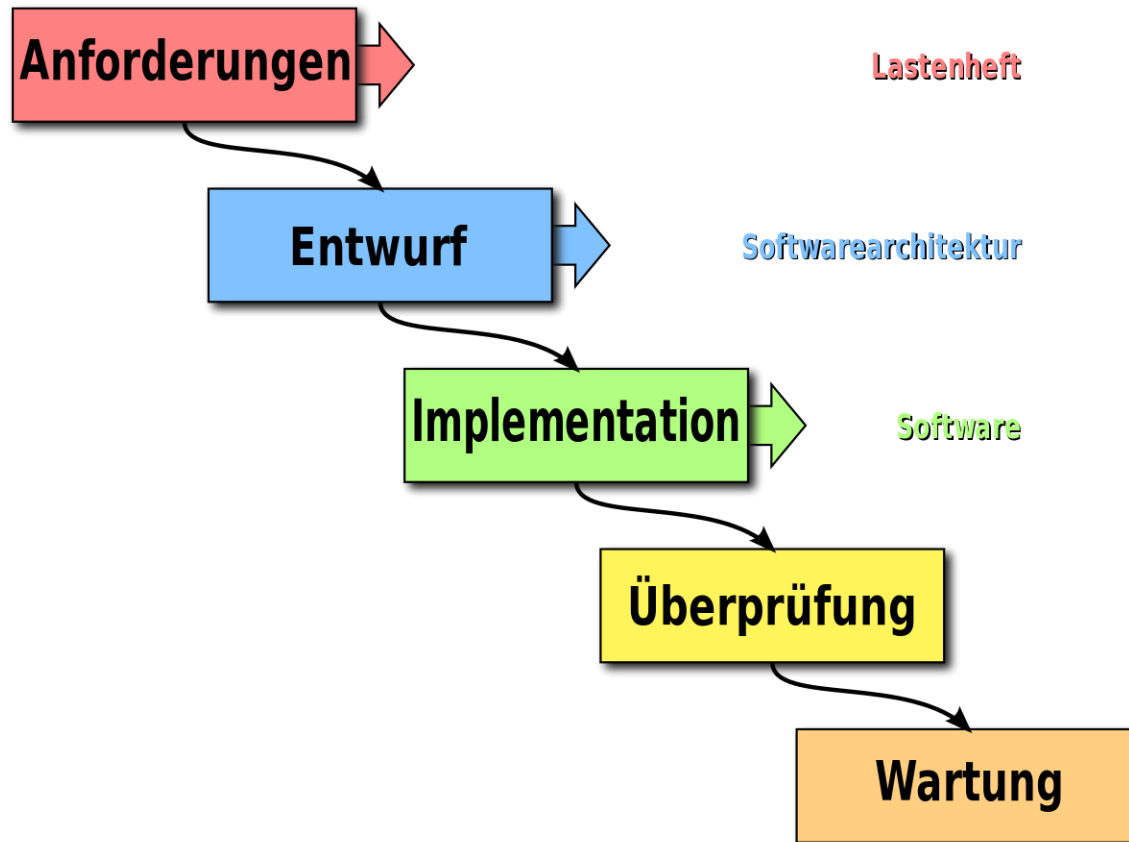 Anforderungen
Lastenheft
Entwurf
Softwarearchitektur
Implementation
Software
Überprüfung
Wartung